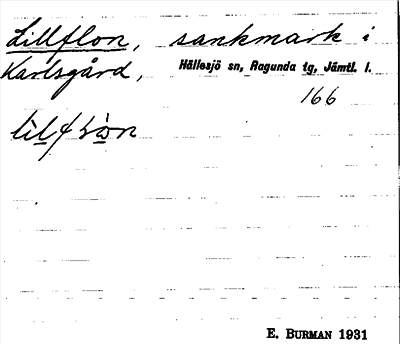 Lillflon, sankmark i
Karlsgård, Hällesjö sn, Ragunda tg, Jämtl. l.
166
E. BURMAN 1931